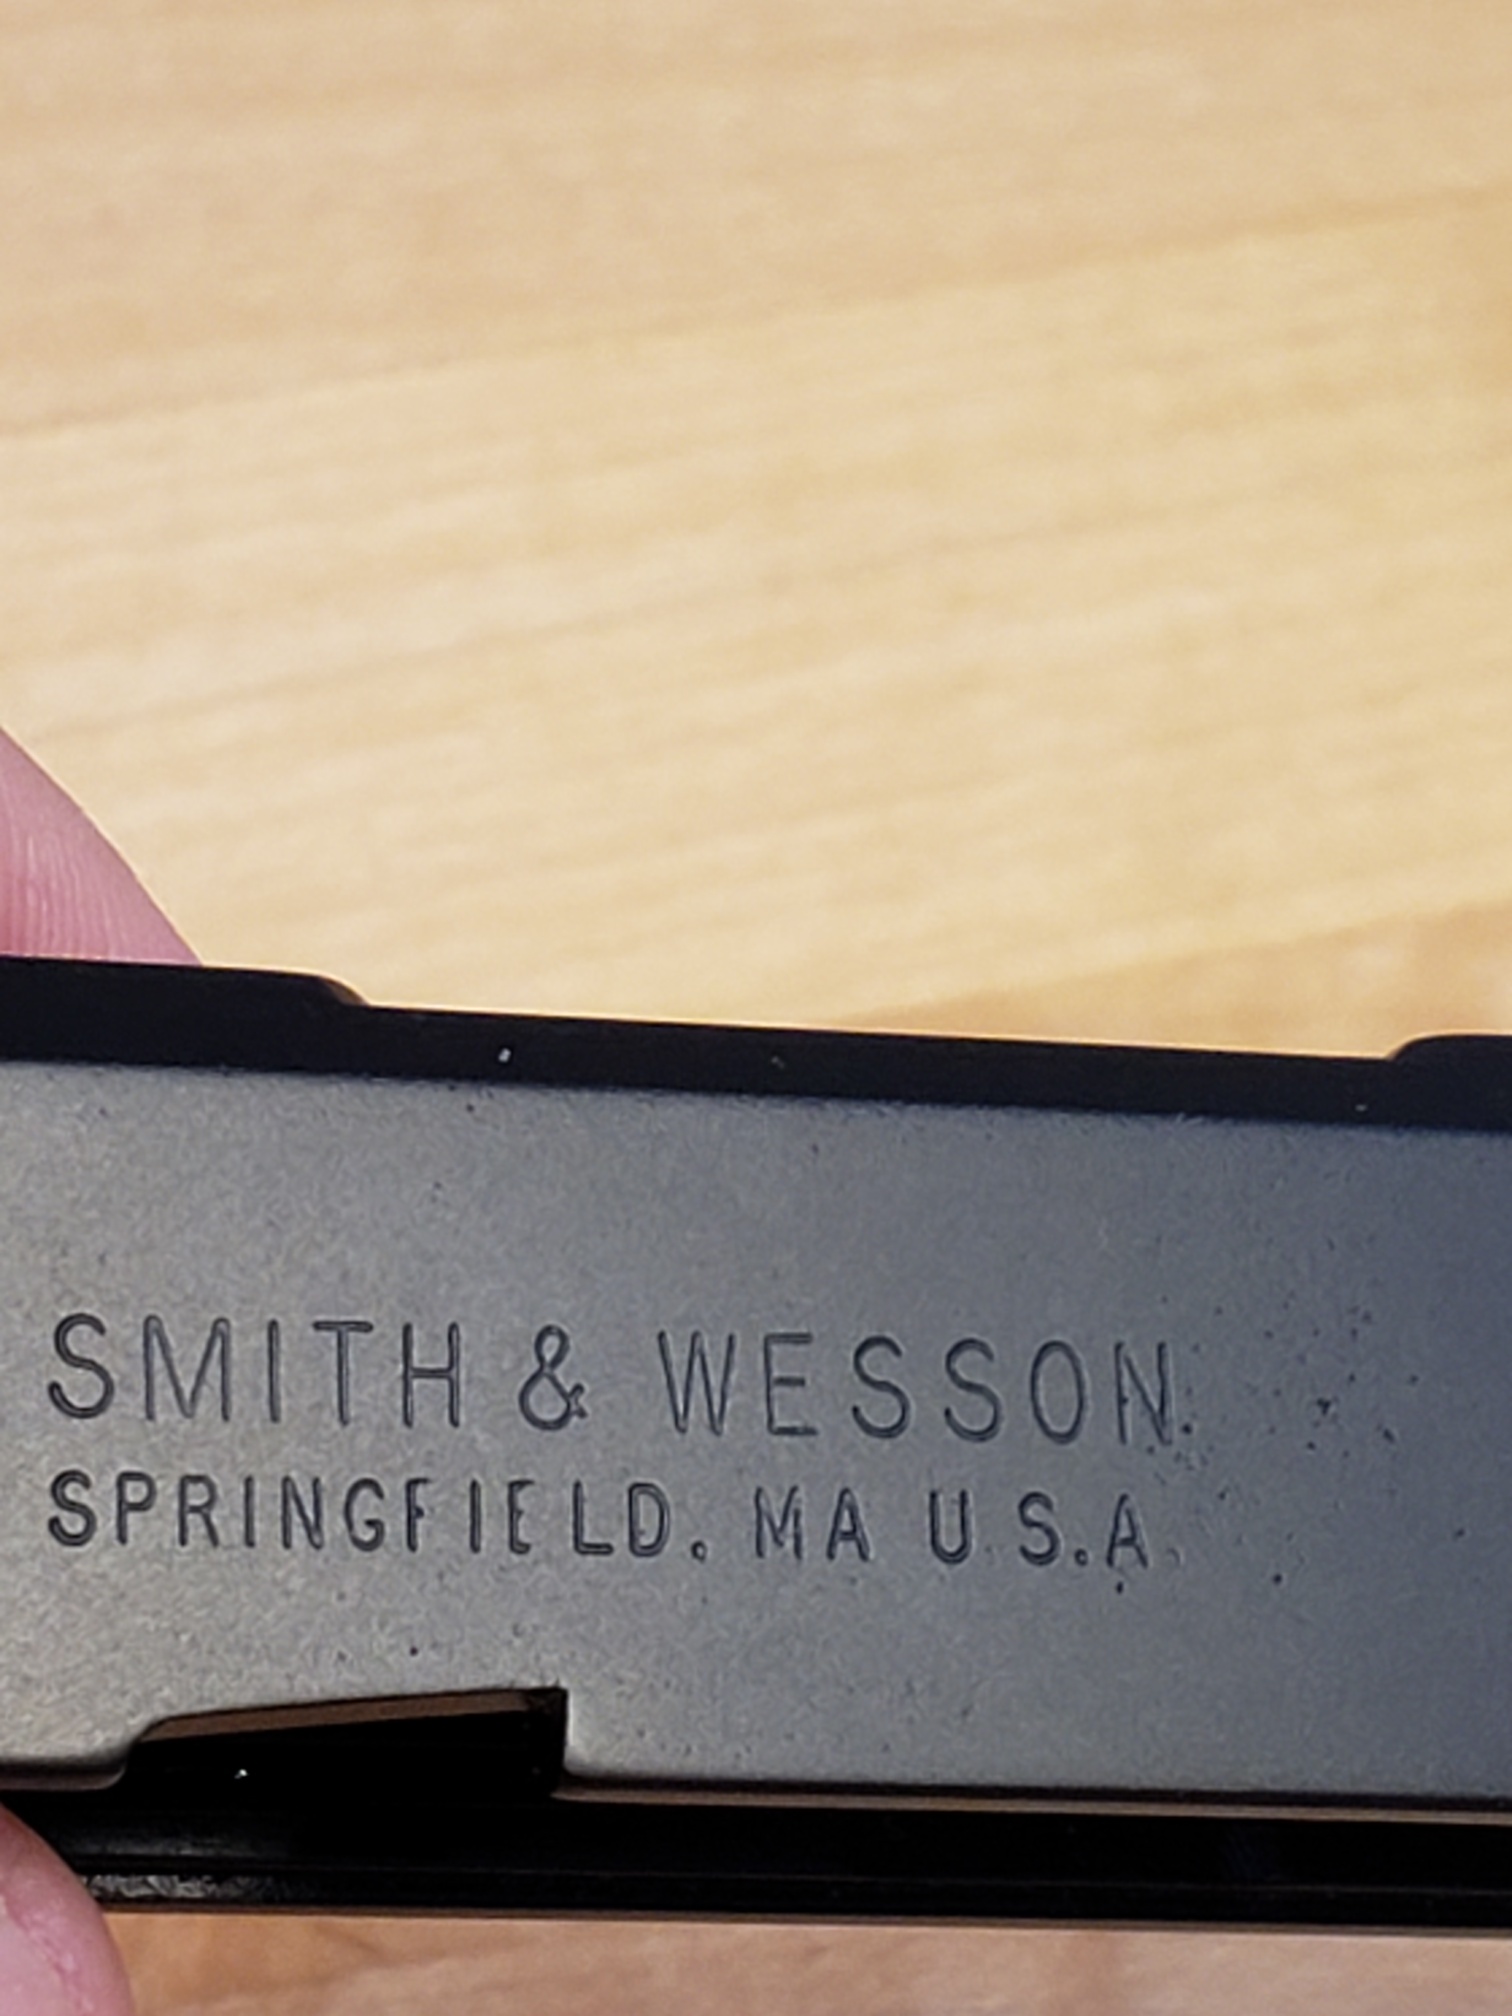 SMITH & WESSON.
SPRINGFIELD. MA U.S.A.